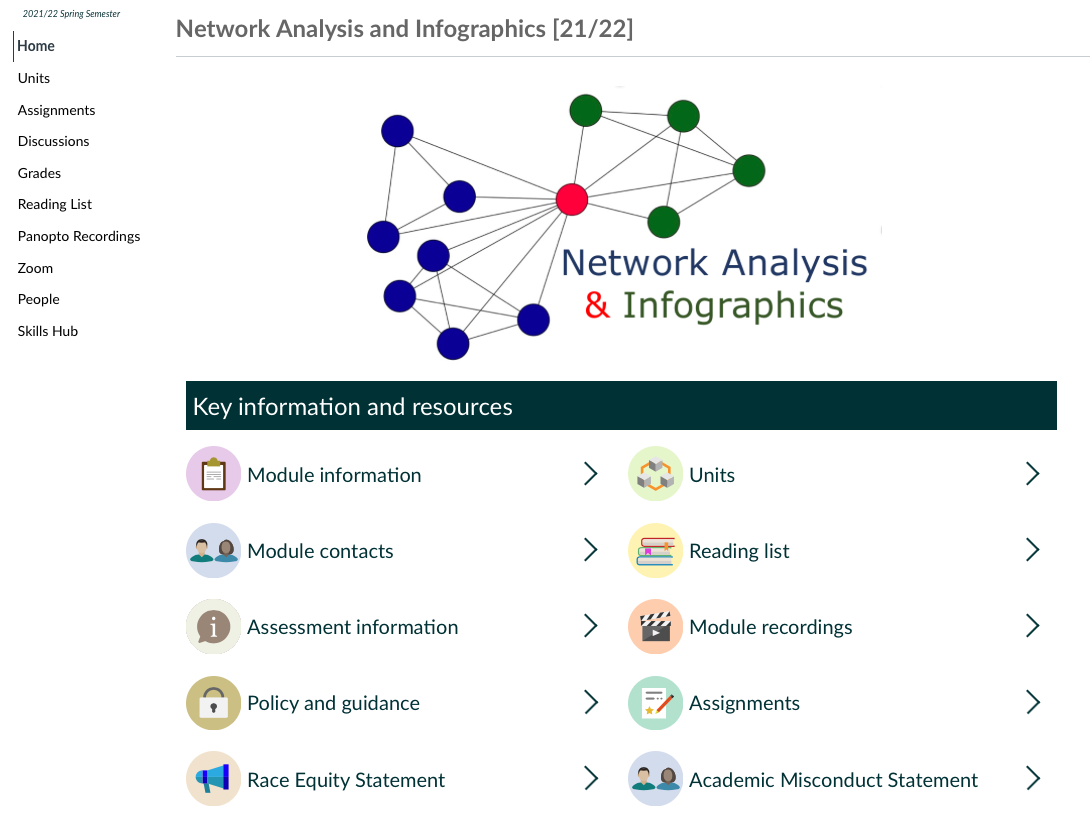 2021/22 Spring Semester
Home
Units
Assignments
Discussions
Grades
Reading List
Panopto Recordings
Zoom
People
Skills Hub
Network Analysis and Infographics [21/22]
Network Analysis
& Infographics
Key information and resources
Module information
Units
Module contacts
Reading list
Assessment information
Module recordings
Policy and guidance
Assignments
Race Equity Statement
Academic Misconduct Statement